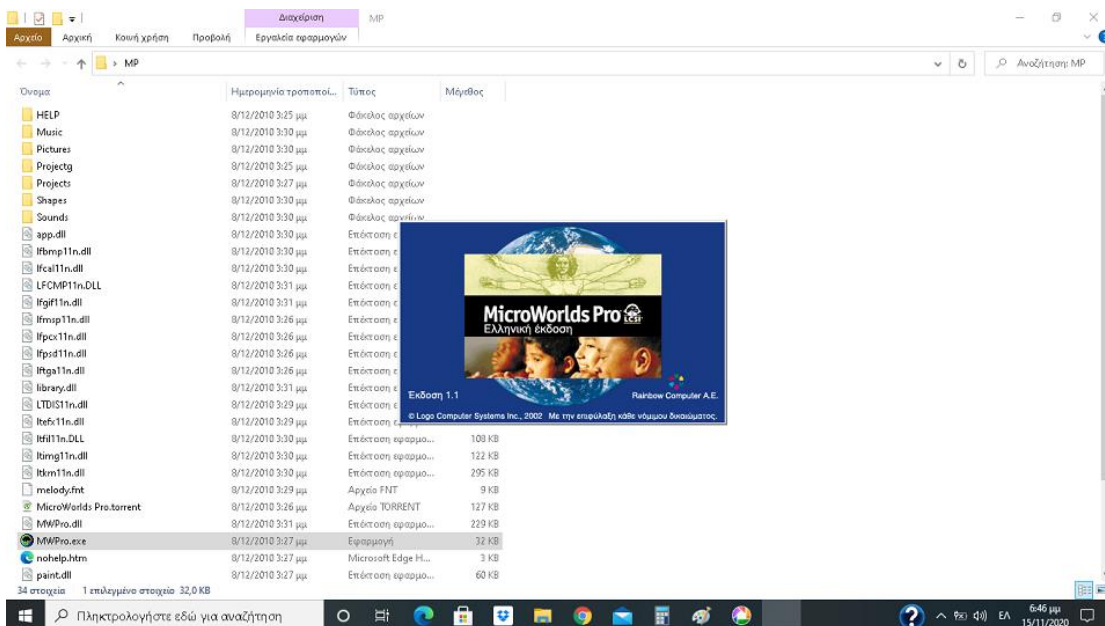 Διαχείριση MP
Αρχείο Αρχική Κοινή χρήση Προβολή Εργαλεία εφαρμογών
MP Αναζήτηση: MP
Όνομα Ημερομηνία τροποποί... Τύπος Μέγεθος
HELP 8/12/2010 3:25 μμ Φάκελος αρχείων
Music 8/12/2010 3:30 μμ Φάκελος αρχείων
Pictures 8/12/2010 3:30 μμ Φάκελος αρχείων
Projectg 8/12/2010 3:25 μμ Φάκελος αρχείων
Projects 8/12/2010 3:27 μμ Φάκελος αρχείων
Shapes 8/12/2010 3:30 μμ Φάκελος αρχείων
Sounds 8/12/2010 3:30 μμ Φάκελος αρχείων
app.dll 8/12/2010 3:30 μμ Επέκταση ε
lfbmp11n.dll 8/12/2010 3:30 μμ Επέκταση ε
lfcal11n.dll 8/12/2010 3:30 μμ Επέκταση ε
LFCMP11n.DLL 8/12/2010 3:31 μμ Επέκταση ε
lfgif11n.dll 8/12/2010 3:31 μμ Επέκταση ε
lfmsp11n.dll 8/12/2010 3:26 μμ Επέκταση ε
lfpcx11n.dll 8/12/2010 3:26 μμ Επέκταση ε
lfpsd11n.dll 8/12/2010 3:26 μμ Επέκταση ε
lftga11n.dll 8/12/2010 3:26 μμ Επέκταση ε
library.dll 8/12/2010 3:31 μμ Επέκταση ε
LTDIS11n.dll 8/12/2010 3:29 μμ Επέκταση ε
ltefx11n.dll 8/12/2010 3:29 μμ Επέκταση
ltfil11n.DLL 8/12/2010 3:30 μμ Επέκταση εφαρμο... 108 KB
ltimg11n.dll 8/12/2010 3:30 μμ Επέκταση εφαρμο... 122 KB
ltkrn11n.dll 8/12/2010 3:30 μμ Επέκταση εφαρμο... 295 KB
melody.fnt 8/12/2010 3:29 μμ Αρχείο FNT 9 KB
MicroWorlds Pro.torrent 8/12/2010 3:26 μμ Αρχείο TORRENT 127 KB
MWPro.dll 8/12/2010 3:31 μμ Επέκταση εφαρμο... 229 KB
MWPro.exe 8/12/2010 3:27 μμ Εφαρμογή 32 KB
nohelp.htm 8/12/2010 3:27 μμ Microsoft Edge H... 3 KB
paint.dll 8/12/2010 3:27 μμ Επέκταση εφαρμο... 60 KB
MicroWorlds Pro LCSI
Ελληνική έκδοση
Έκδοση 1.1 Rainbow Computer A.E.
© Logo Computer Systems Inc., 2002 Με την επιφύλαξη κάθε νόμιμου δικαιώματος.
34 στοιχεία 1 επιλεγμένο στοιχείο 32,0 KB
Πληκτρολογήστε εδώ για αναζήτηση ΕΛ 6:46 μμ
15/11/2020